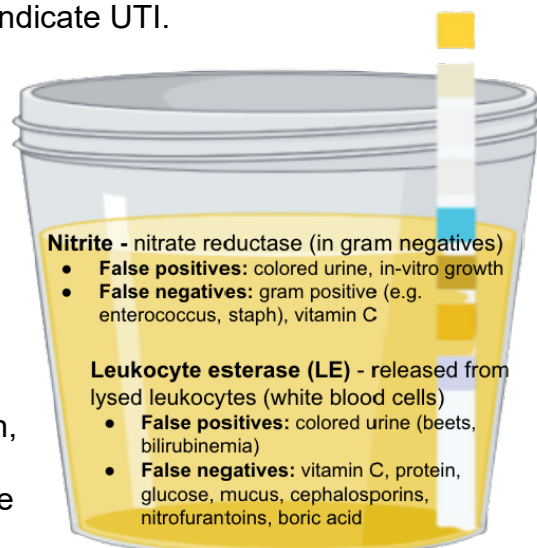 ndicate UTI.
Nitrite - nitrate reductase (in gram negatives)
● False positives: colored urine, in-vitro growth
● False negatives: gram positive (e.g.
enterococcus, staph), vitamin C
Leukocyte esterase (LE) - released from
lysed leukocytes (white blood cells)
● False positives: colored urine (beets,
bilirubinemia)
● False negatives: vitamin C, protein,
glucose, mucus, cephalosporins,
nitrofurantoins, boric acid
n,
e